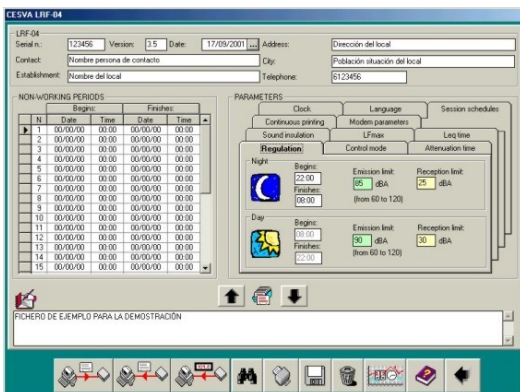 CESVA LRF-04
LRF-04
Serial n.: 123456 Version: 3.5 Date: 17/09/2001 ... Address: Dirección del local
Contact: Nombre persona de contacto City: Población situación del local
Establishment: Nombre del local Telephone: 6123456
NON-WORKING PERIODS
Begins: Finishes:
N Date Time Date Time
1 00/00/00 00:00 00/00/00 00:00
2 00/00/00 00:00 00/00/00 00:00
3 00/00/00 00:00 00/00/00 00:00
4 00/00/00 00:00 00/00/00 00:00
5 00/00/00 00:00 00/00/00 00:00
6 00/00/00 00:00 00/00/00 00:00
7 00/00/00 00:00 00/00/00 00:00
8 00/00/00 00:00 00/00/00 00:00
9 00/00/00 00:00 00/00/00 00:00
10 00/00/00 00:00 00/00/00 00:00
11 00/00/00 00:00 00/00/00 00:00
12 00/00/00 00:00 00/00/00 00:00
13 00/00/00 00:00 00/00/00 00:00
14 00/00/00 00:00 00/00/00 00:00
15 00/00/00 00:00 00/00/00 00:00
PARAMETERS
Clock Language Session schedules
Continuous printing Modem parameters
Sound insulation LFmax Leq time
Regulation Control mode Attenuation time
Night
Begins: Emission limit: Reception limit:
22:00 85 dBA 25 dBA
Finishes: (from 60 to 120)
08:00
Day
Begins: Emission limit: Reception limit:
08:00 90 dBA 30 dBA
Finishes: (from 60 to 120)
22:00
FICHERO DE EJEMPLO PARA LA DEMOSTRACIÓN